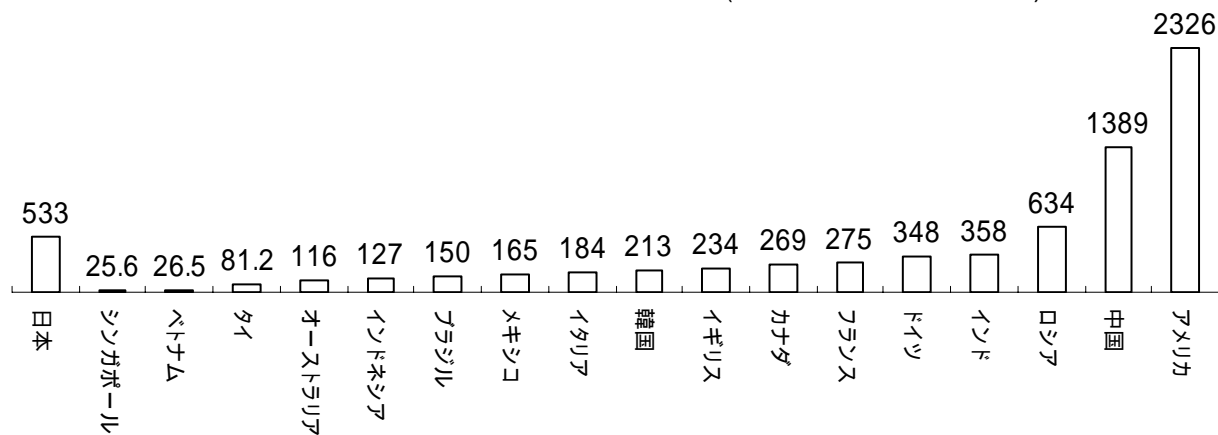 2326
1389
634
533
358
348
275
269
234
213
184
165
150
127
116
81.2
26.5
25.6
日本
シンガポール
ベトナム
タイ
オーストラリア
インドネシア
ブラジル
メキシコ
イタリア
韓国
イギリス
カナダ
フランス
ドイツ
インド
ロシア
中国
アメリカ